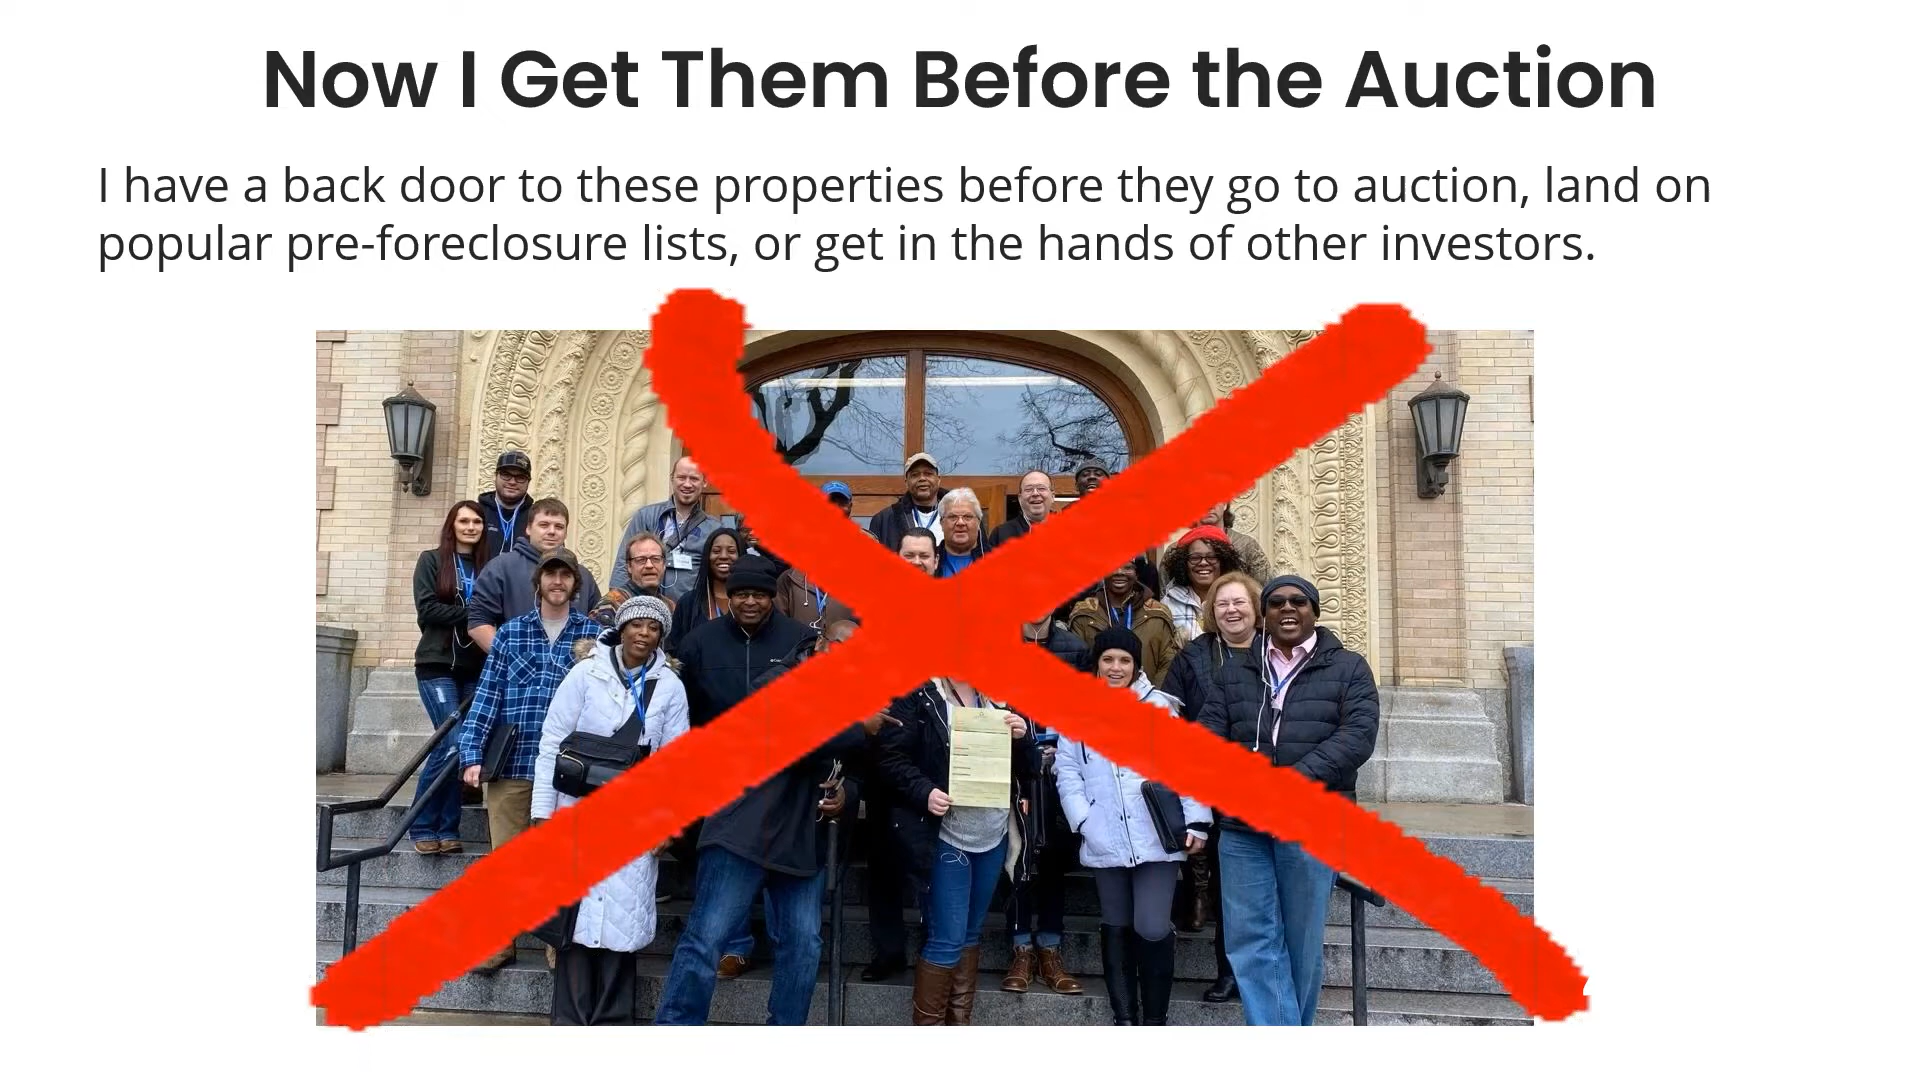 Now I Get Them Before the Auction
I have a back door to these properties before they go to auction, land on
popular pre-foreclosure lists, or get in the hands of other investors.